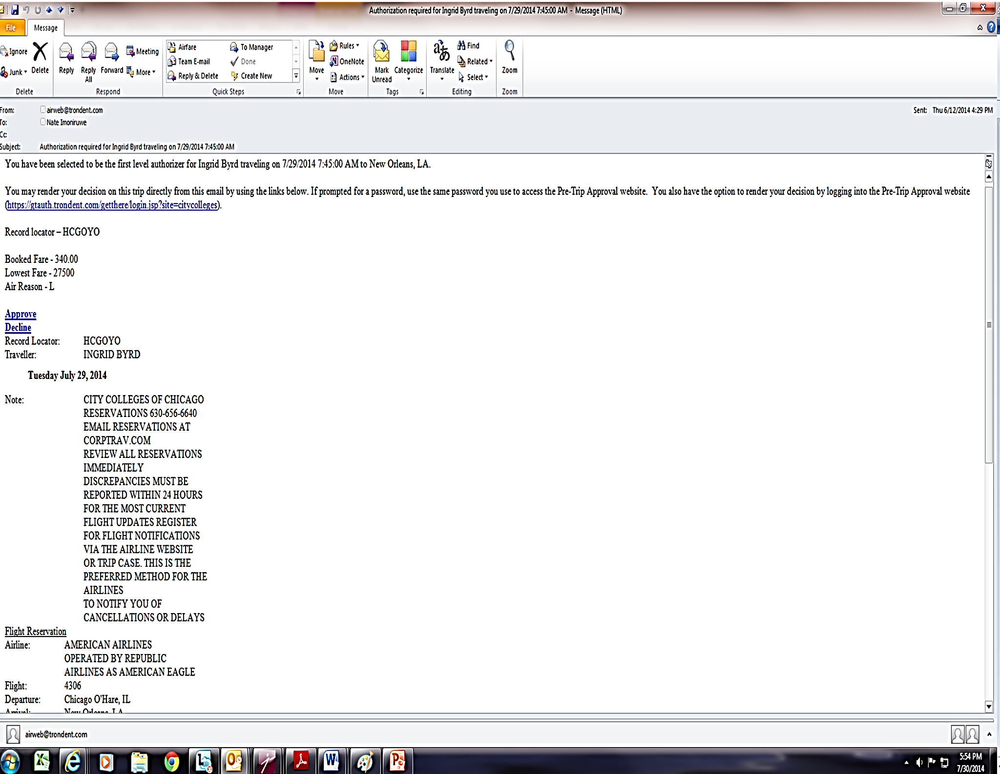 Authorization required for Ingrid Byrd traveling on 7/29/2014 7:45:00 AM - Message (HTML)
File Message
Ignore
Junk
Delete
Reply
Reply All
Forward
Meeting
More
Airfare
To Manager
Team E-mail
Done
Reply & Delete
Create New
Move
Rules
OneNote
Actions
Mark Unread
Categorize
Translate
Find
Related
Select
Zoom
Delete Respond Quick Steps Move Tags Editing Zoom
From: airweb@trondent.com Sent: Thu 6/12/2014 4:29 PM
To: Nate Imoniruwe
Cc:
Subject: Authorization required for Ingrid Byrd traveling on 7/29/2014 7:45:00 AM
You have been selected to be the first level authorizer for Ingrid Byrd traveling on 7/29/2014 7:45:00 AM to New Orleans, LA.
You may render your decision on this trip directly from this email by using the links below. If prompted for a password, use the same password you use to access the Pre-Trip Approval website. You also have the option to render your decision by logging into the Pre-Trip Approval website
(https://gtauth.trondent.com/getthere/login.jsp?site=citycolleges).
Record locator – HCGOYO
Booked Fare - 340.00
Lowest Fare - 27500
Air Reason - L
Approve
Decline
Record Locator: HCGOYO
Traveller: INGRID BYRD
Tuesday July 29, 2014
Note: CITY COLLEGES OF CHICAGO
RESERVATIONS 630-656-6640
EMAIL RESERVATIONS AT
CORPTRAV.COM
REVIEW ALL RESERVATIONS
IMMEDIATELY
DISCREPANCIES MUST BE
REPORTED WITHIN 24 HOURS
FOR THE MOST CURRENT
FLIGHT UPDATES REGISTER
FOR FLIGHT NOTIFICATIONS
VIA THE AIRLINE WEBSITE
OR TRIP CASE. THIS IS THE
PREFERRED METHOD FOR THE
AIRLINES
TO NOTIFY YOU OF
CANCELLATIONS OR DELAYS
Flight Reservation
Airline: AMERICAN AIRLINES
OPERATED BY REPUBLIC
AIRLINES AS AMERICAN EAGLE
Flight: 4306
Departure: Chicago O'Hare, IL
Arrival: New Orleans, LA
airweb@trondent.com
5:54 PM
7/30/2014